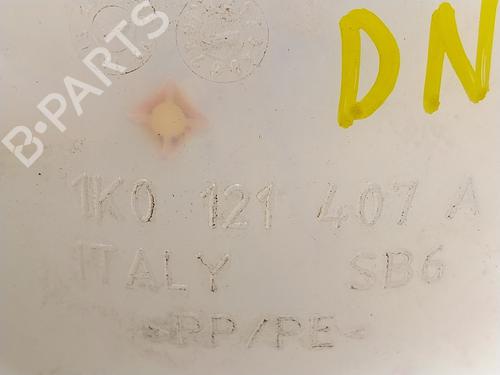 DN
B-PARTS
1K0 121 407 A
ITALY SB6
>PP/PE<